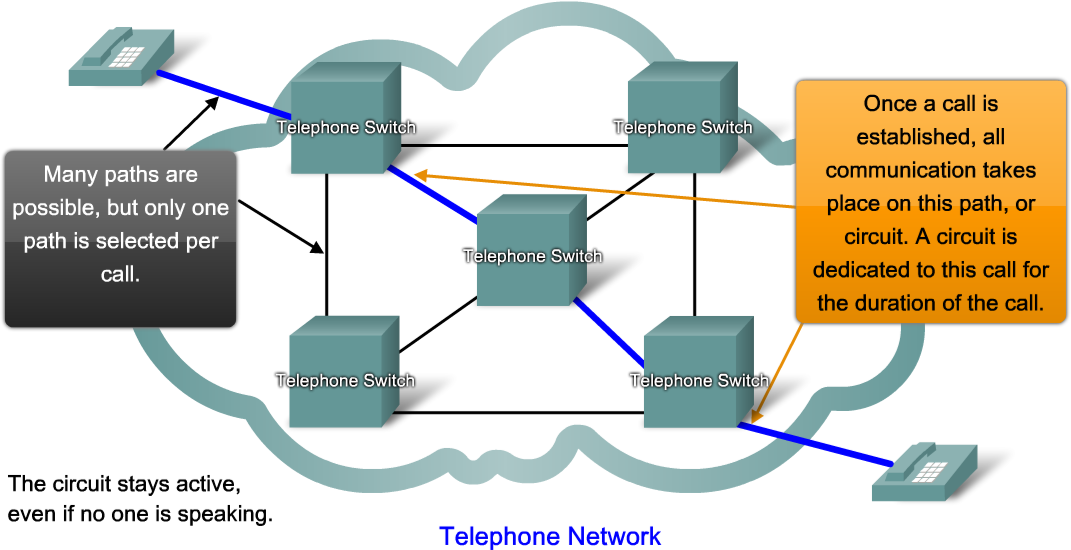 Telephone Switch
Telephone Switch
Many paths are
possible, but only one
path is selected per
call.
Once a call is
established, all
communication takes
place on this path, or
circuit. A circuit is
dedicated to this call for
the duration of the call.
Telephone Switch
Telephone Switch
Telephone Switch
The circuit stays active,
even if no one is speaking.
Telephone Network